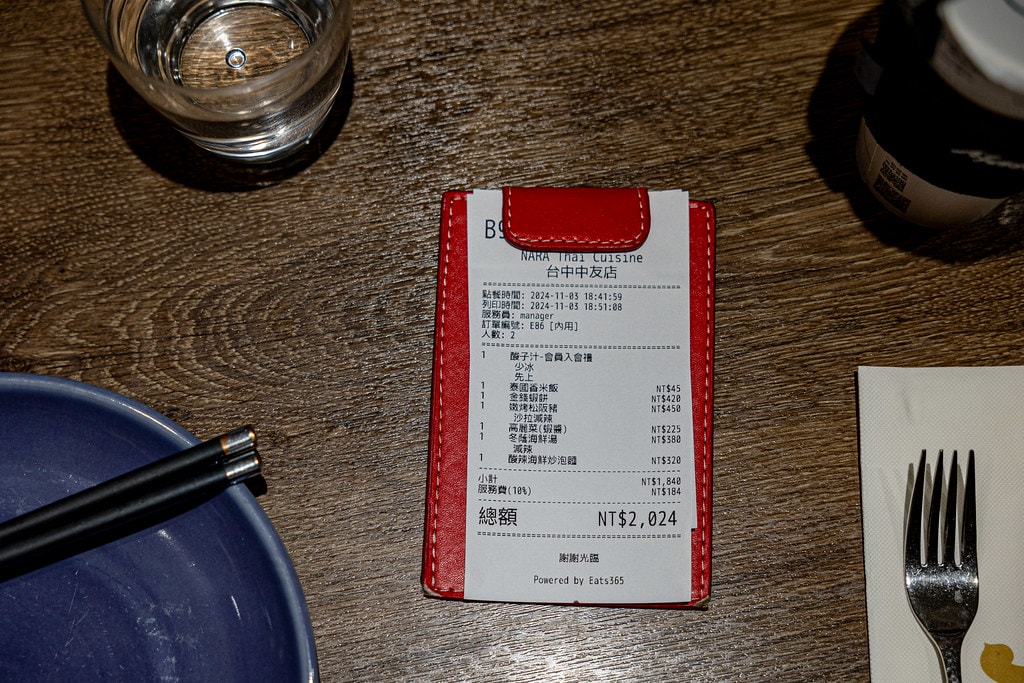 B9
NARA Thai Cuisine
台中中友店
點餐時間: 2024-11-03 18:41:59
列印時間: 2024-11-03 18:51:08
服務員: manager
訂單編號: E86 [內用]
人數: 2
1 酸子汁-會員入會禮
少冰
先上
1 泰國香米飯 NT$45
1 金錢蝦餅 NT$420
1 嫩烤松阪豬 NT$450
沙拉減辣
1 高麗菜(蝦醬) NT$225
1 冬蔭海鮮湯 NT$380
減辣
1 酸辣海鮮炒泡麵 NT$320
小計 NT$1,840
服務費(10%) NT$184
總額 NT$2,024
謝謝光臨
Powered by Eats365